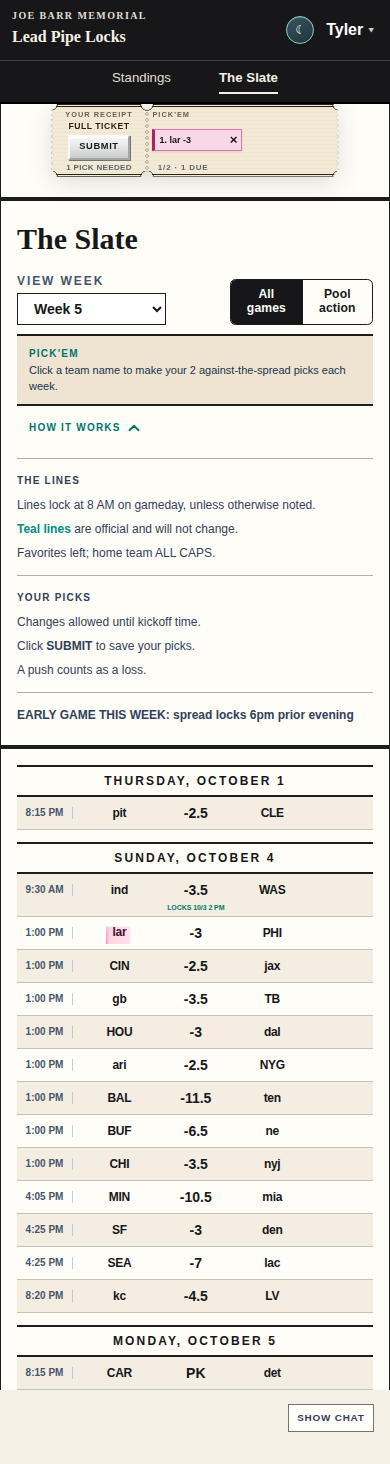 JOE BARR MEMORIAL
Lead Pipe Locks
Tyler
Standings
The Slate
YOUR RECEIPT
FULL TICKET
SUBMIT
1 PICK NEEDED
PICK'EM
1. lar -3 ✕
1/2 · 1 DUE
The Slate
VIEW WEEK
Week 5
All games
Pool action
PICK'EM
Click a team name to make your 2 against-the-spread picks each
week.
HOW IT WORKS
THE LINES
Lines lock at 8 AM on gameday, unless otherwise noted.
Teal lines are official and will not change.
Favorites left; home team ALL CAPS.
YOUR PICKS
Changes allowed until kickoff time.
Click SUBMIT to save your picks.
A push counts as a loss.
EARLY GAME THIS WEEK: spread locks 6pm prior evening
THURSDAY, OCTOBER 1
8:15 PM pit -2.5 CLE
SUNDAY, OCTOBER 4
9:30 AM ind -3.5 WAS
LOCKS 10/3 2 PM
1:00 PM lar -3 PHI
1:00 PM CIN -2.5 jax
1:00 PM gb -3.5 TB
1:00 PM HOU -3 dal
1:00 PM ari -2.5 NYG
1:00 PM BAL -11.5 ten
1:00 PM BUF -6.5 ne
1:00 PM CHI -3.5 nyj
4:05 PM MIN -10.5 mia
4:25 PM SF -3 den
4:25 PM SEA -7 lac
8:20 PM kc -4.5 LV
MONDAY, OCTOBER 5
8:15 PM CAR PK det
SHOW CHAT